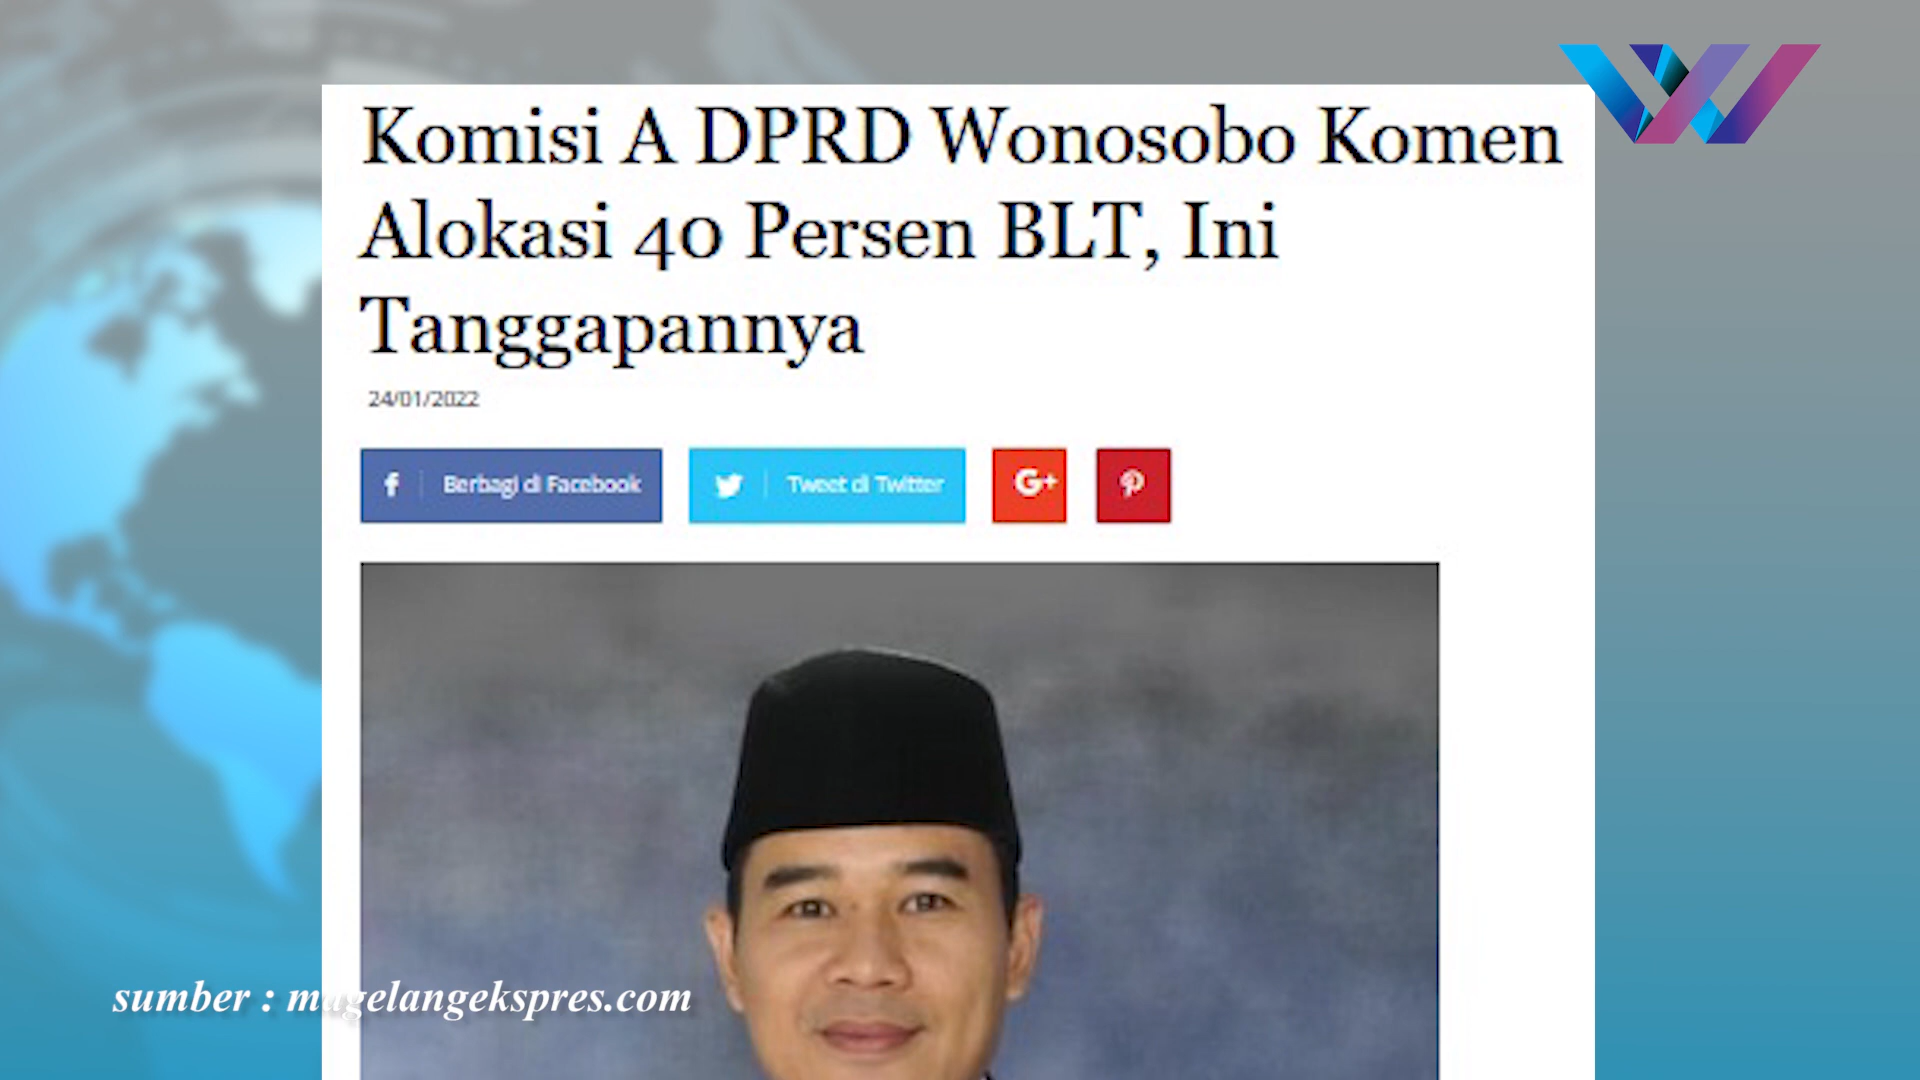 Komisi A DPRD Wonosobo Komen
Alokasi 40 Persen BLT, Ini
Tanggapannya
24/01/2022
Berbagi di Facebook
Tweet di Twitter
G+
sumber : magelangekspres.com